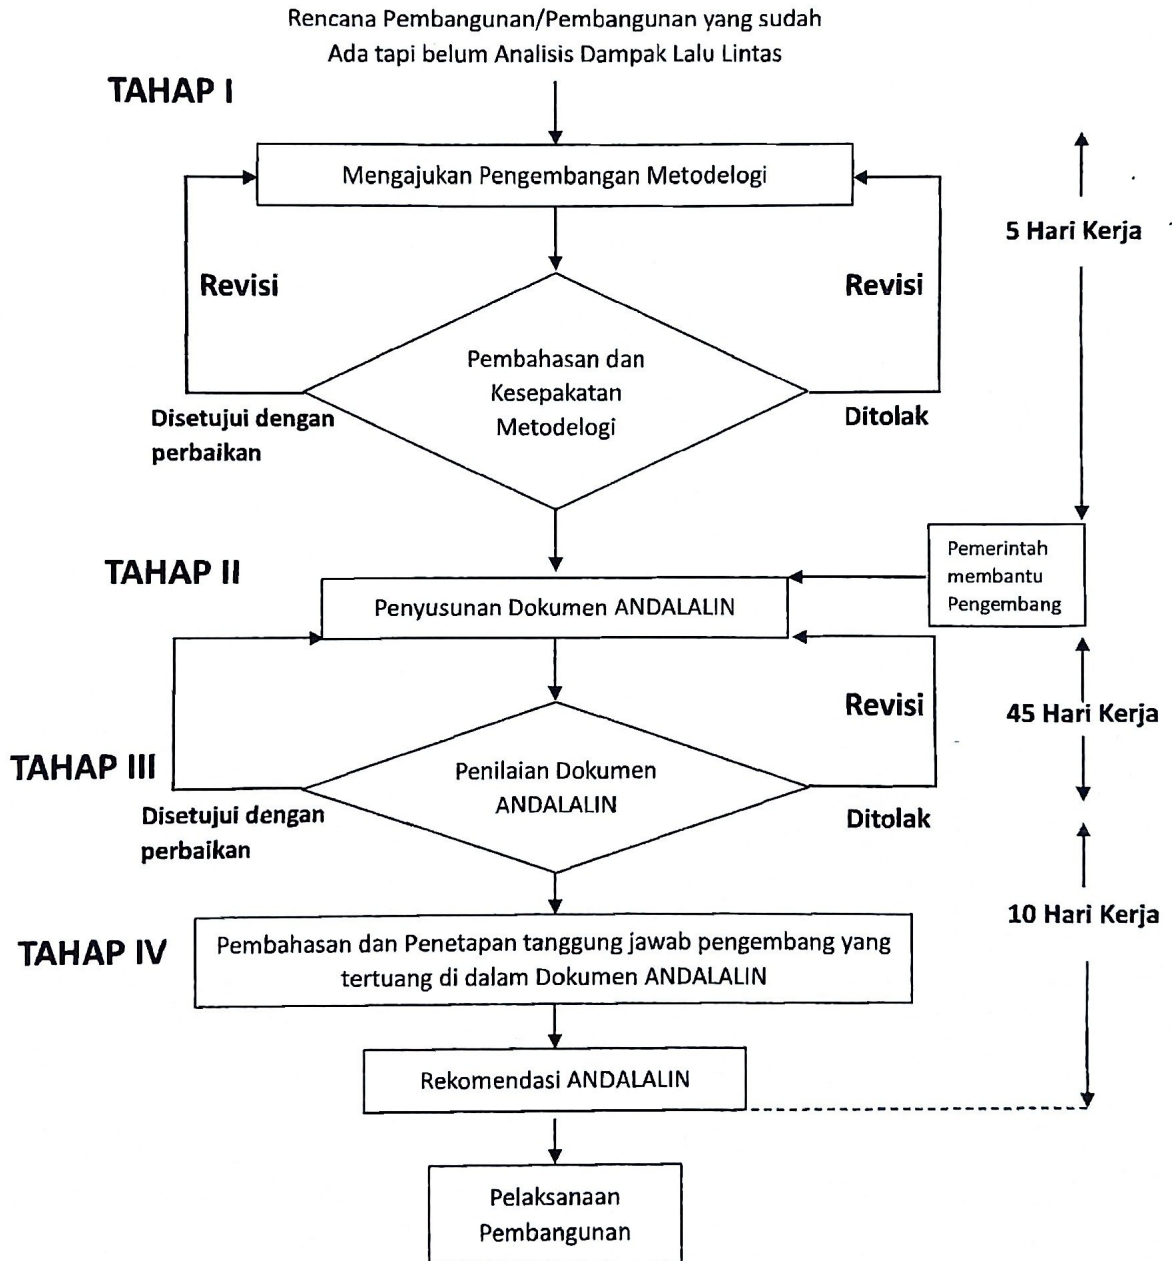 Rencana Pembangunan/Pembangunan yang sudah
Ada tapi belum Analisis Dampak Lalu Lintas
TAHAP I
Mengajukan Pengembangan Metodelogi
5 Hari Kerja
Revisi
Revisi
Pembahasan dan
Kesepakatan
Metodelogi
Disetujui dengan
perbaikan
Ditolak
TAHAP II
Pemerintah
membantu
Pengembang
Penyusunan Dokumen ANDALALIN
Revisi
45 Hari Kerja
TAHAP III
Penilaian Dokumen
ANDALALIN
Disetujui dengan
perbaikan
Ditolak
10 Hari Kerja
TAHAP IV
Pembahasan dan Penetapan tanggung jawab pengembang yang
tertuang di dalam Dokumen ANDALALIN
Rekomendasi ANDALALIN
Pelaksanaan
Pembangunan